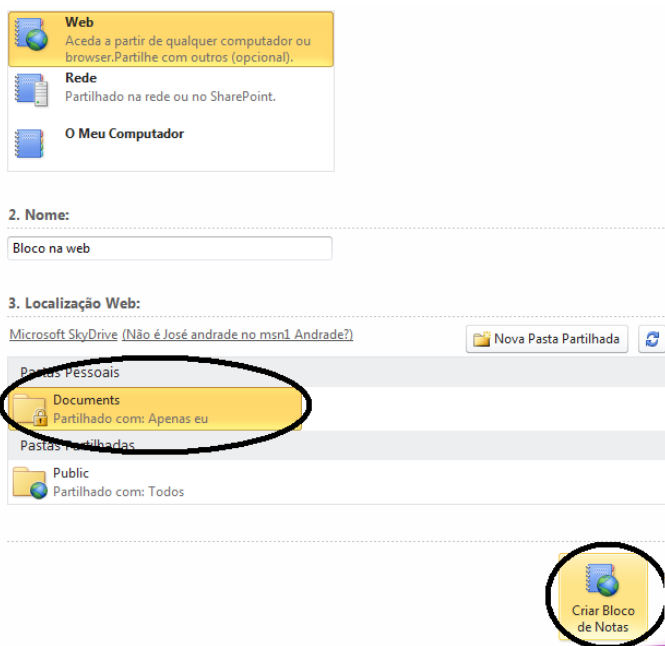 Web
Aceda a partir de qualquer computador ou
browser.Partilhe com outros (opcional).
Rede
Partilhado na rede ou no SharePoint.
O Meu Computador
2. Nome:
Bloco na web
3. Localização Web:
Microsoft SkyDrive (Não é José andrade no msn1 Andrade?)
Nova Pasta Partilhada
Pastas Pessoais
Documents
Partilhado com: Apenas eu
Pastas Partilhadas
Public
Partilhado com: Todos
Criar Bloco
de Notas